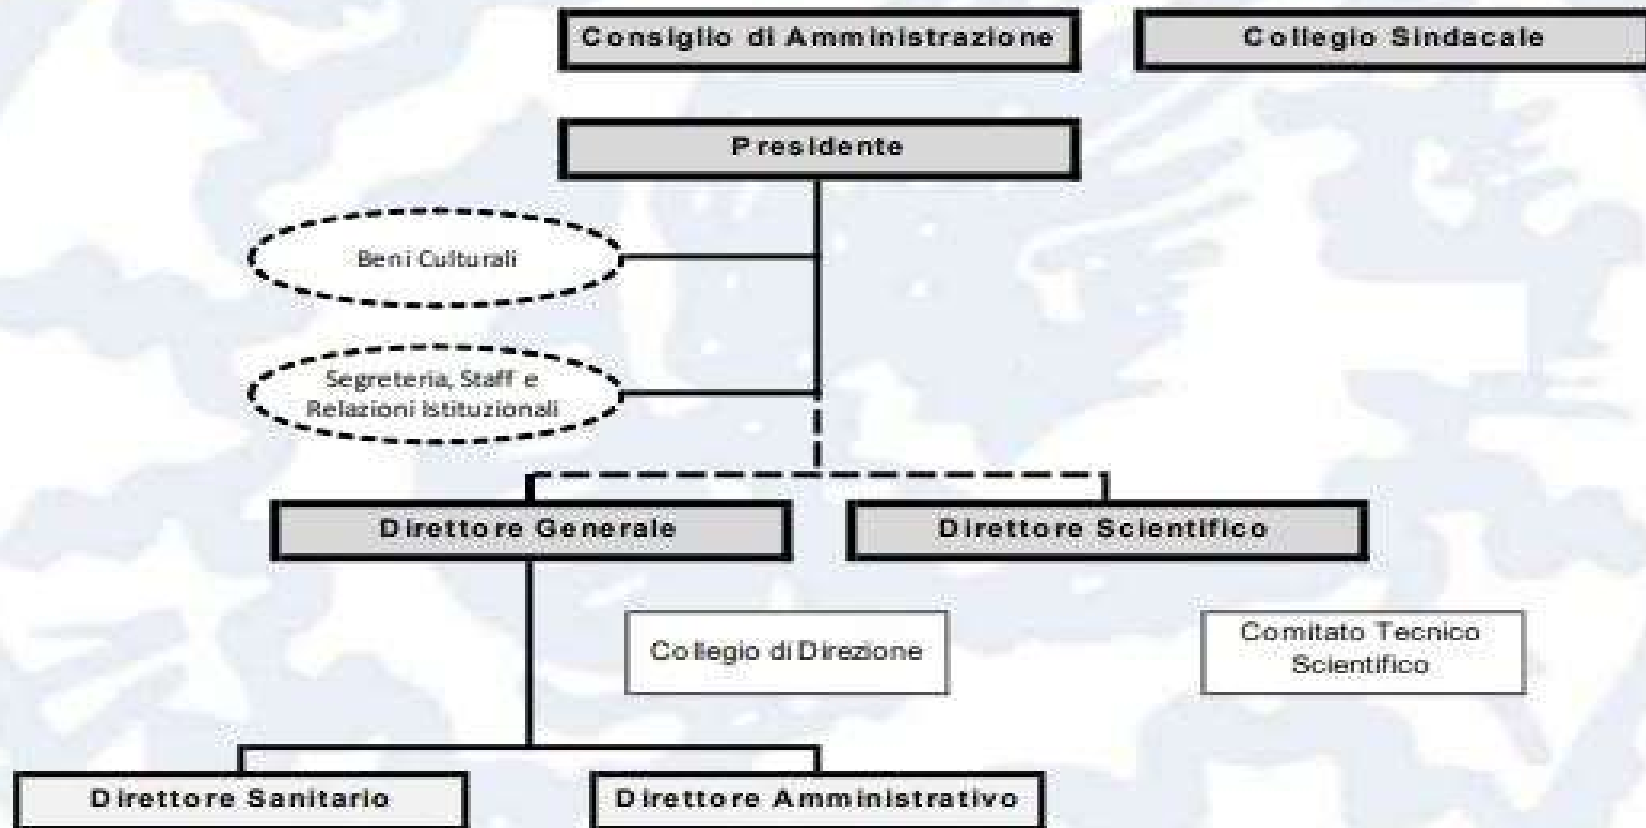 Consiglio di Amministrazione
Collegio Sindacale
Presidente
Beni Culturali
Segreteria, Staff e
Relazioni Istituzionali
Direttore Generale
Direttore Scientifico
Collegio di Direzione
Comitato Tecnico
Scientifico
Direttore Sanitario
Direttore Amministrativo